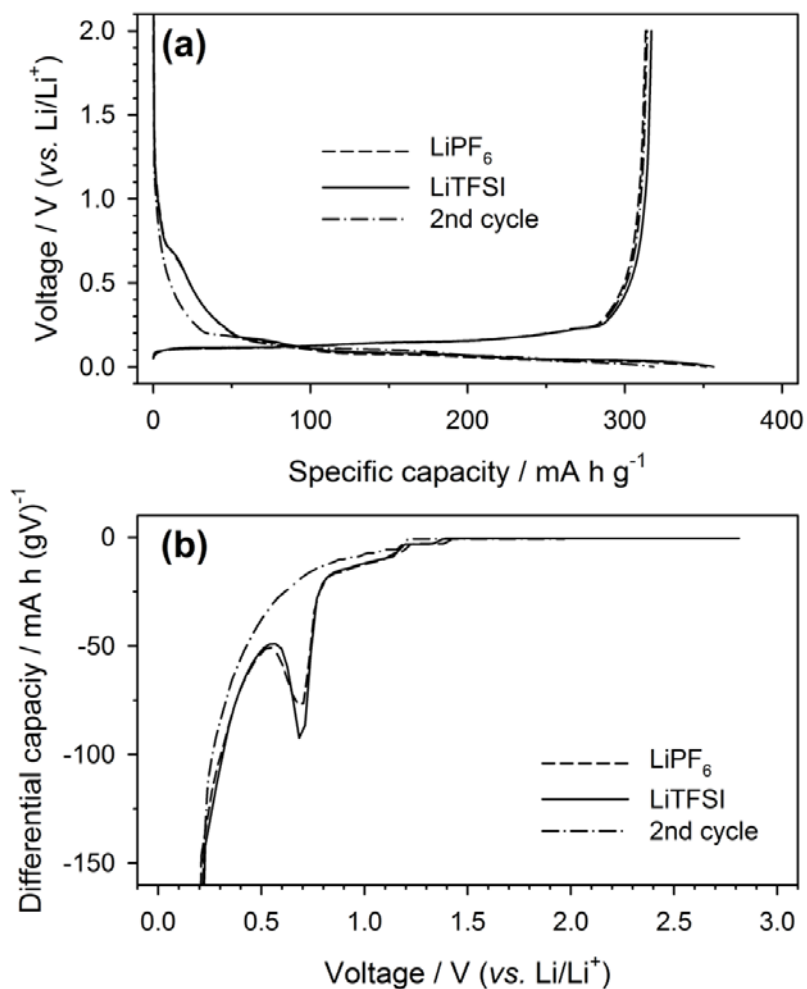 (a)
2.0
1.5
1.0
0.5
0.0
Voltage / V (vs. Li/Li⁺)
LiPF₆
LiTFSI
2nd cycle
0 100 200 300 400
Specific capacity / mA h g⁻¹
(b)
0
-50
-100
-150
Differential capaciy / mA h (gV)⁻¹
LiPF₆
LiTFSI
2nd cycle
0.0 0.5 1.0 1.5 2.0 2.5 3.0
Voltage / V (vs. Li/Li⁺)